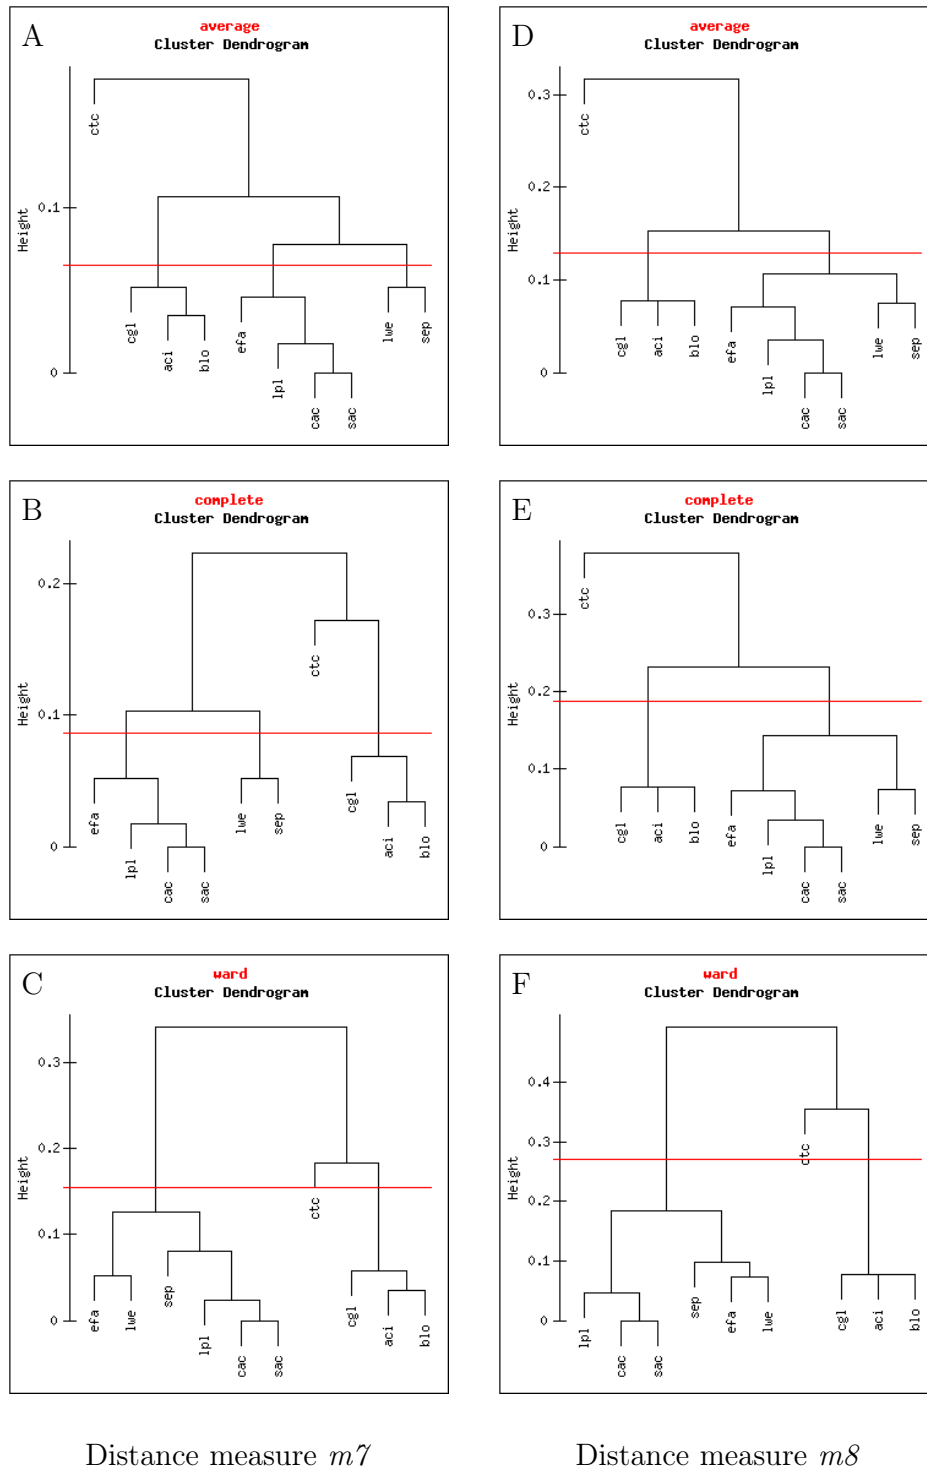 A
average
Cluster Dendrogram
Height
0.1
0
ctc
cgl
aci
blo
efa
lpl
cac
sac
lwe
sep
D
average
Cluster Dendrogram
Height
0.3
0.2
0.1
0
ctc
cgl
aci
blo
efa
lpl
cac
sac
lwe
sep
B
complete
Cluster Dendrogram
Height
0.2
0.1
0
efa
lpl
cac
sac
lwe
sep
ctc
cgl
aci
blo
E
complete
Cluster Dendrogram
Height
0.3
0.2
0.1
0
ctc
cgl
aci
blo
efa
lpl
cac
sac
lwe
sep
C
ward
Cluster Dendrogram
Height
0.3
0.2
0.1
0
efa
lwe
sep
lpl
cac
sac
ctc
cgl
aci
blo
F
ward
Cluster Dendrogram
Height
0.4
0.3
0.2
0.1
0
lpl
cac
sac
sep
efa
lwe
ctc
cgl
aci
blo
Distance measure m7
Distance measure m8